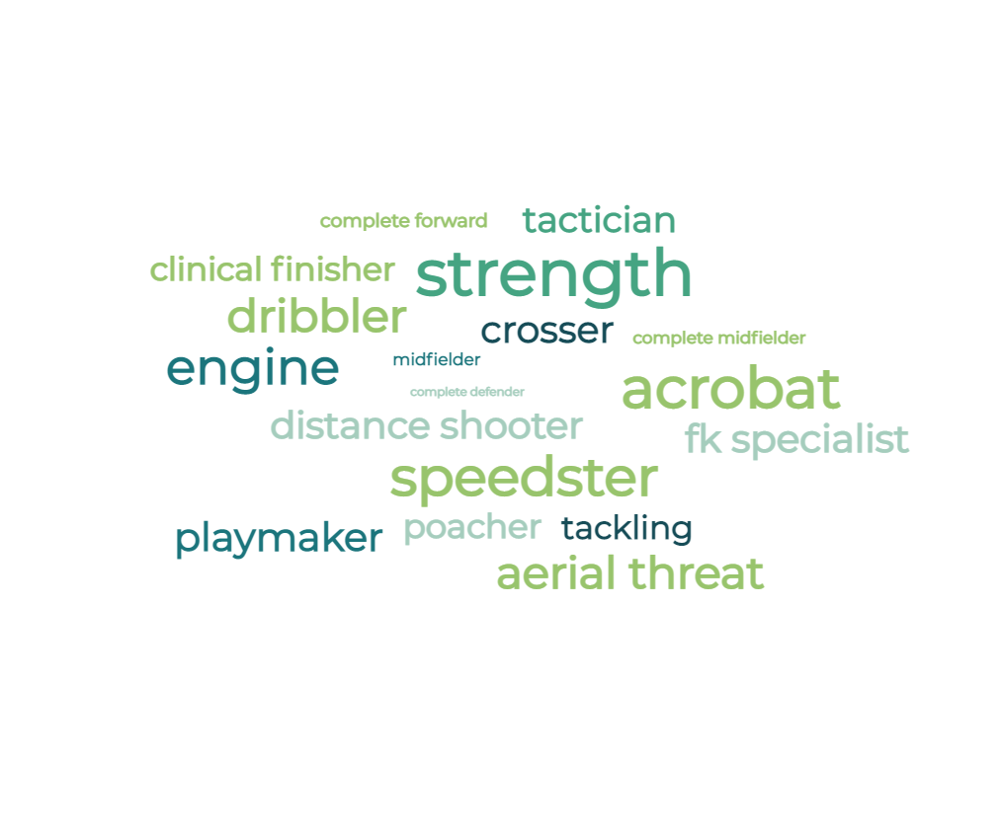 complete forward
tactician
clinical finisher
strength
dribbler
crosser
complete midfielder
engine
midfielder
acrobat
complete defender
distance shooter
fk specialist
speedster
playmaker
poacher
tackling
aerial threat